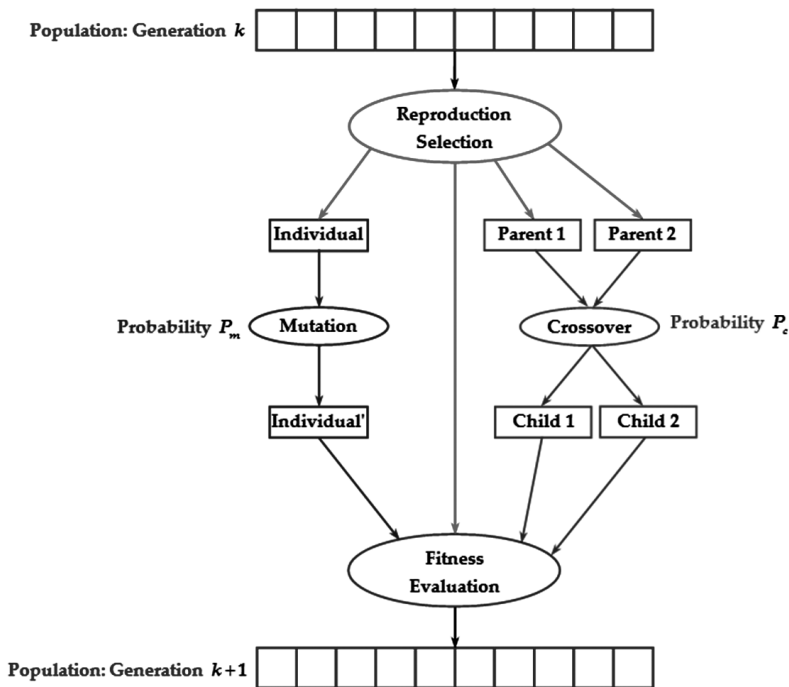 Population: Generation k
Reproduction
Selection
Individual
Parent 1
Parent 2
Probability Pm
Mutation
Crossover
Probability Pc
Individual'
Child 1
Child 2
Fitness
Evaluation
Population: Generation k+1